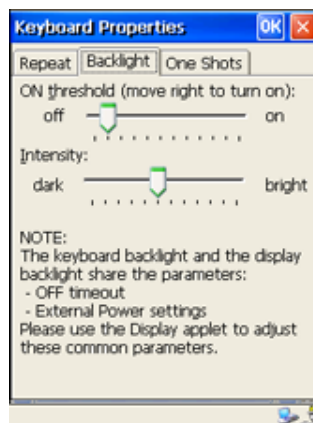 Keyboard Properties OK
Repeat Backlight One Shots
ON threshold (move right to turn on):
off on
Intensity:
dark bright
NOTE:
The keyboard backlight and the display
backlight share the parameters:
- OFF timeout
- External Power settings
Please use the Display applet to adjust
these common parameters.